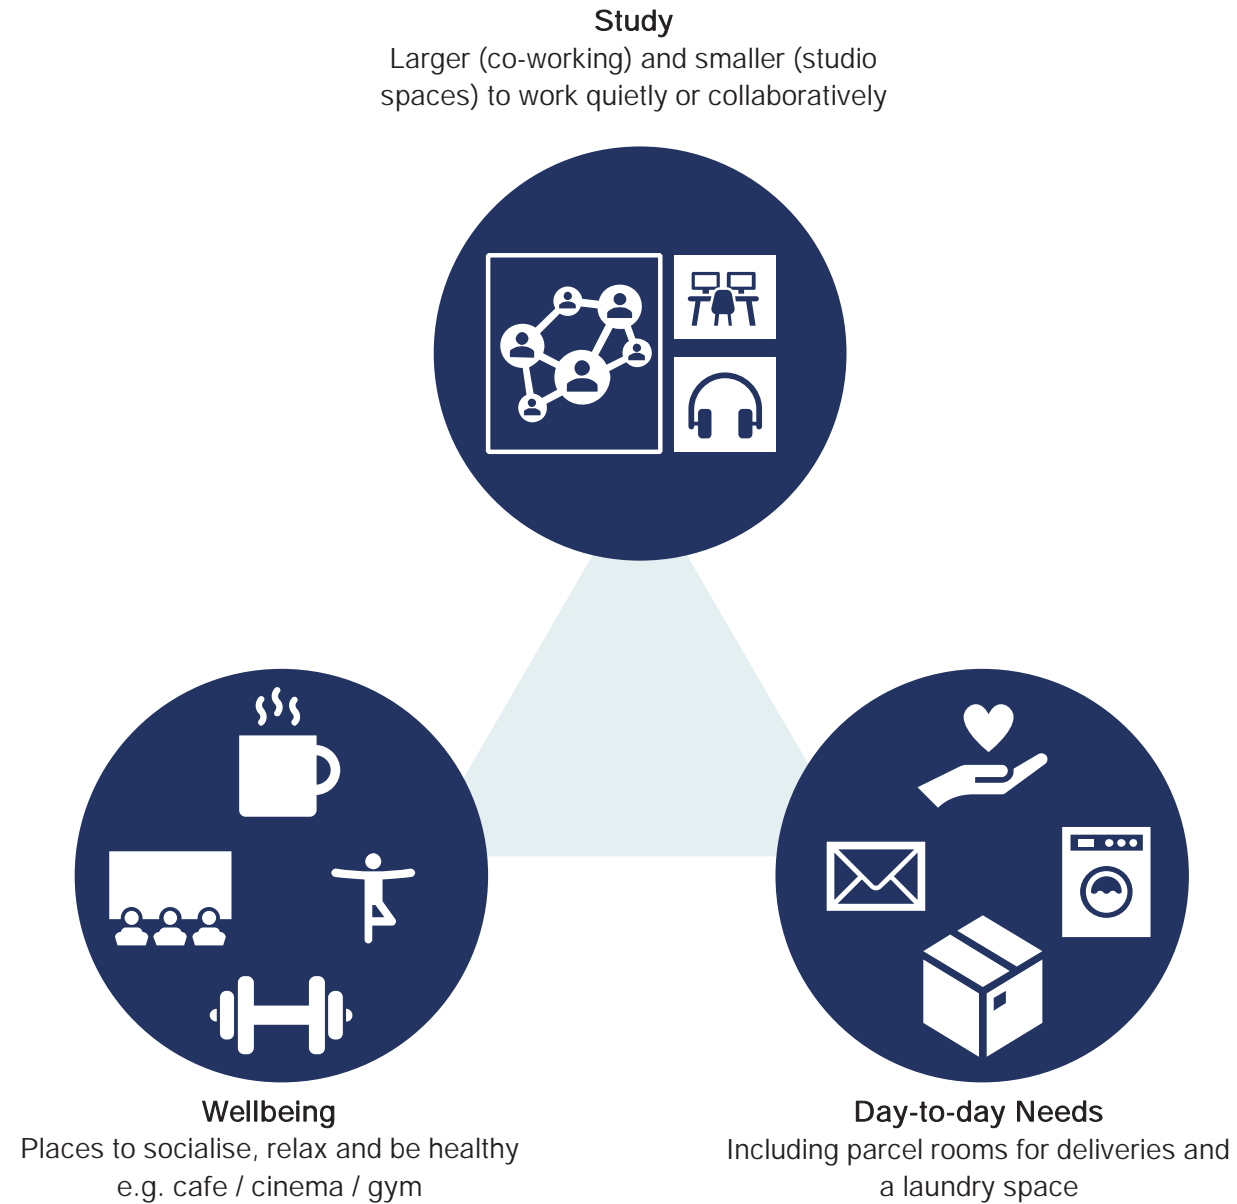 Study
Larger (co-working) and smaller (studio
spaces) to work quietly or collaboratively
Wellbeing
Places to socialise, relax and be healthy
e.g. cafe / cinema / gym
Day-to-day Needs
Including parcel rooms for deliveries and
a laundry space